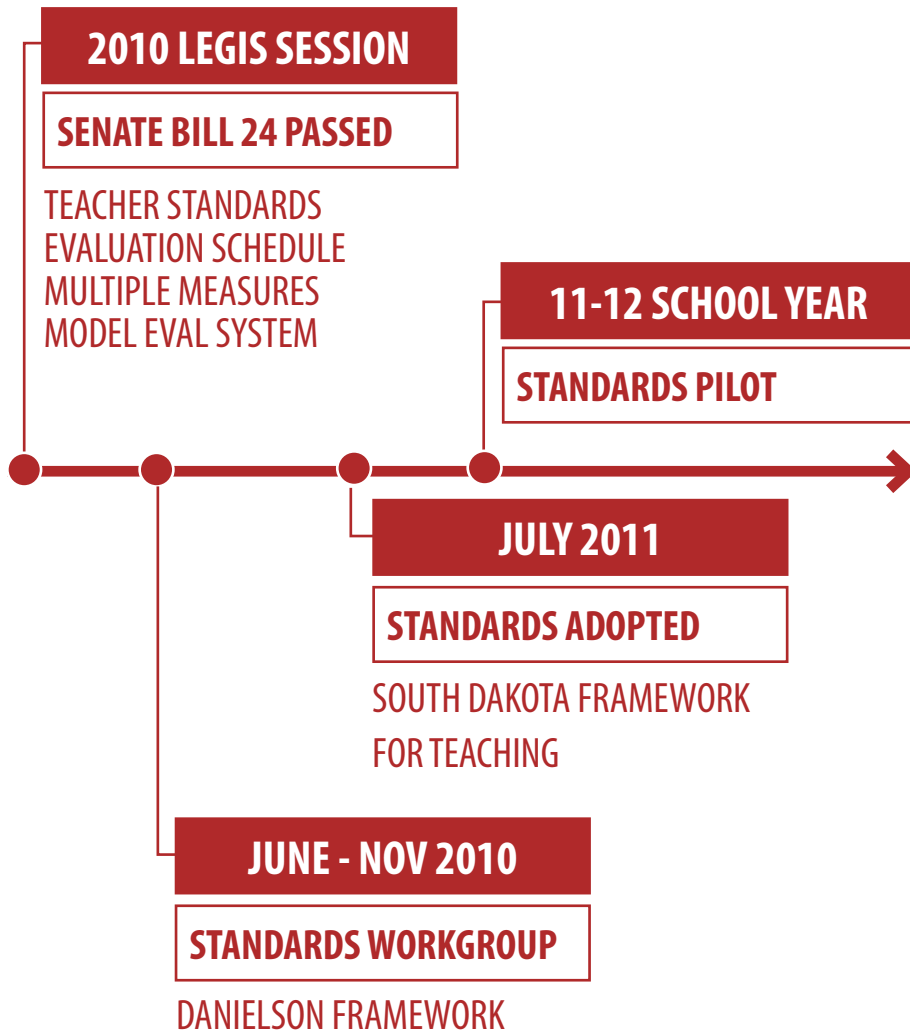 2010 LEGIS SESSION
SENATE BILL 24 PASSED
TEACHER STANDARDS
EVALUATION SCHEDULE
MULTIPLE MEASURES
MODEL EVAL SYSTEM
11-12 SCHOOL YEAR
STANDARDS PILOT
JULY 2011
STANDARDS ADOPTED
SOUTH DAKOTA FRAMEWORK
FOR TEACHING
JUNE - NOV 2010
STANDARDS WORKGROUP
DANIELSON FRAMEWORK